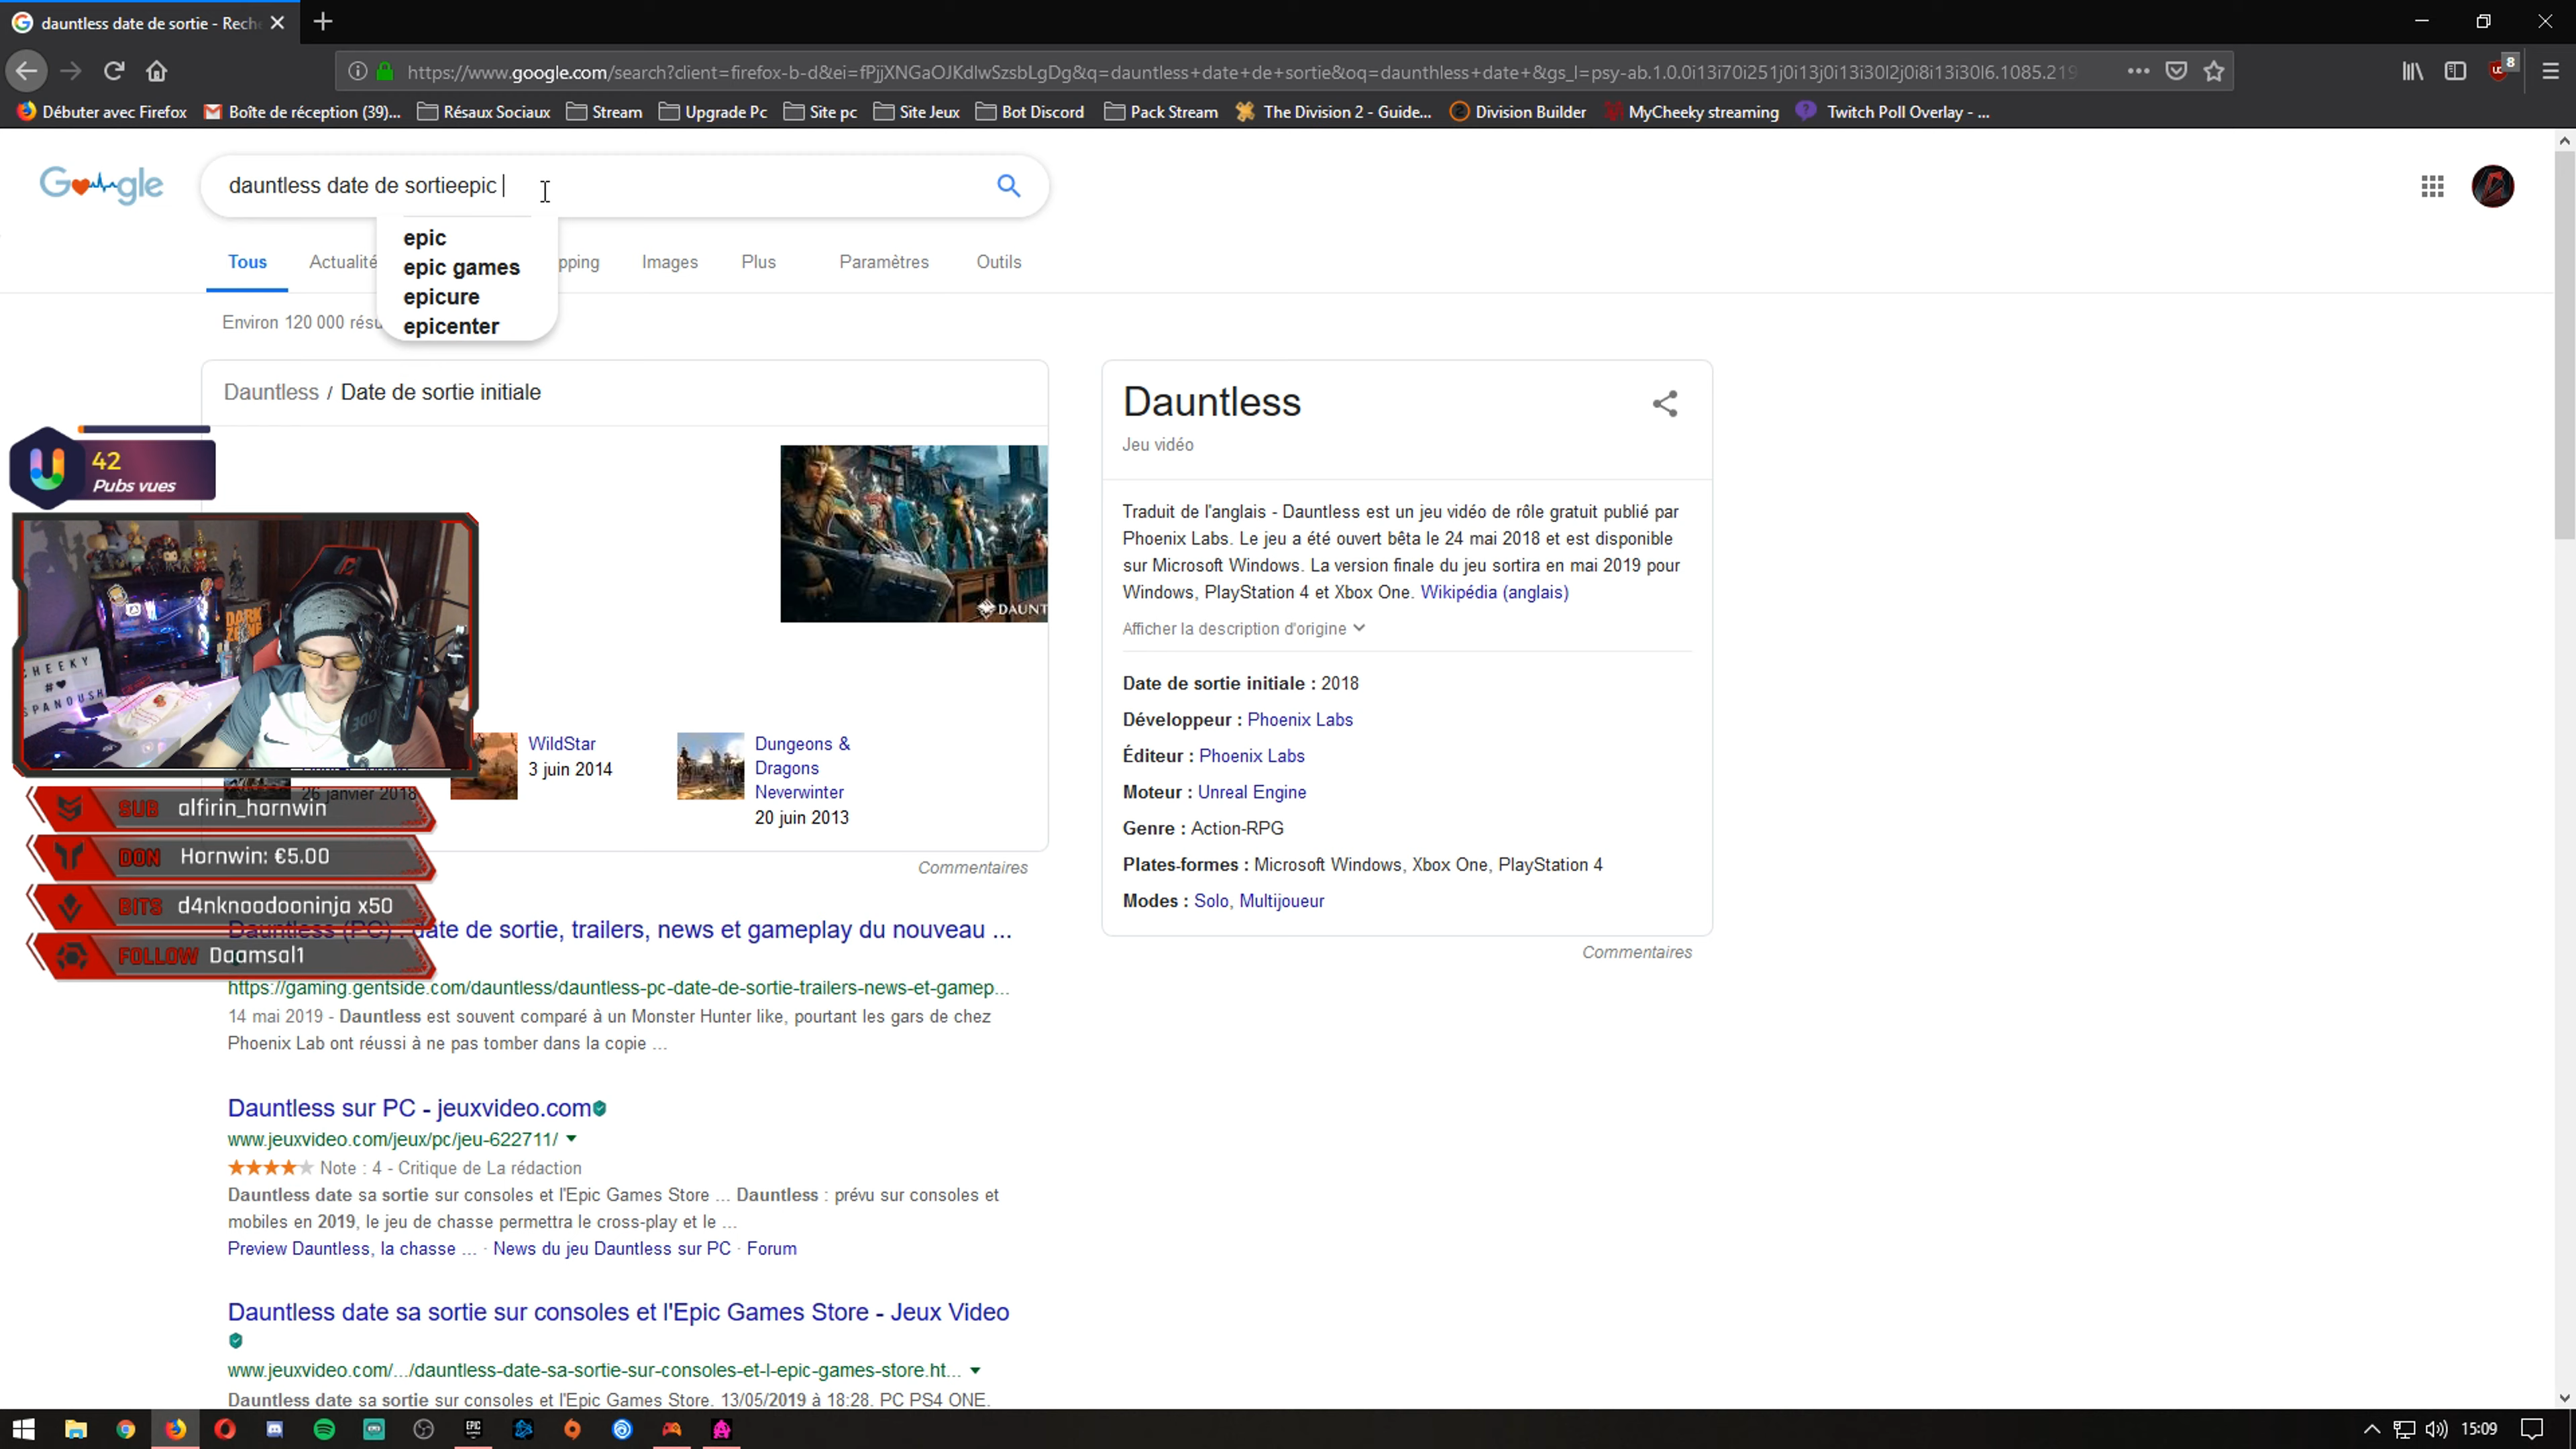 dauntless date de sortie - Rech
https://www.google.com/search?client=firefox-b-d&ei=fPjjXNGaOJKdlwSzsbLgDg&q=dauntless+date+de+sortie&oq=daunthless+date+&gs_l=psy-ab.1.0.0i13i70i251j0i13j0i13i30l2j0i8i13i30l6.1085.219
8
Débuter avec Firefox
Boîte de réception (39)...
Résaux Sociaux
Stream
Upgrade Pc
Site pc
Site Jeux
Bot Discord
Pack Stream
The Division 2 - Guide...
Division Builder
MyCheeky streaming
Twitch Poll Overlay - ...
dauntless date de sortieepic
epic
epic games
epicure
epicenter
Tous
Actualité
pping
Images
Plus
Paramètres
Outils
Environ 120 000 résu
Dauntless / Date de sortie initiale
42
Pubs vues
DAUNT
DARK
CHEEKY
#♥
SPANOUSH
26 janvier 2018
WildStar
3 juin 2014
Dungeons &
Dragons
Neverwinter
20 juin 2013
Commentaires
SUB alfirin_hornwin
DON Hornwin: €5.00
BITS d4nknoodooninja x50
FOLLOW Daamsal1
Dauntless (PC) : date de sortie, trailers, news et gameplay du nouveau ...
https://gaming.gentside.com/dauntless/dauntless-pc-date-de-sortie-trailers-news-et-gamep...
14 mai 2019 - Dauntless est souvent comparé à un Monster Hunter like, pourtant les gars de chez
Phoenix Lab ont réussi à ne pas tomber dans la copie ...
Dauntless sur PC - jeuxvideo.com
www.jeuxvideo.com/jeux/pc/jeu-622711/
Note : 4 - Critique de La rédaction
Dauntless date sa sortie sur consoles et l'Epic Games Store ... Dauntless : prévu sur consoles et
mobiles en 2019, le jeu de chasse permettra le cross-play et le ...
Preview Dauntless, la chasse ... · News du jeu Dauntless sur PC · Forum
Dauntless date sa sortie sur consoles et l'Epic Games Store - Jeux Video
www.jeuxvideo.com/.../dauntless-date-sa-sortie-sur-consoles-et-l-epic-games-store.ht...
Dauntless date sa sortie sur consoles et l'Epic Games Store. 13/05/2019 à 18:28. PC PS4 ONE.
Dauntless
Jeu vidéo
Traduit de l'anglais - Dauntless est un jeu vidéo de rôle gratuit publié par
Phoenix Labs. Le jeu a été ouvert bêta le 24 mai 2018 et est disponible
sur Microsoft Windows. La version finale du jeu sortira en mai 2019 pour
Windows, PlayStation 4 et Xbox One. Wikipédia (anglais)
Afficher la description d'origine
Date de sortie initiale : 2018
Développeur : Phoenix Labs
Éditeur : Phoenix Labs
Moteur : Unreal Engine
Genre : Action-RPG
Plates-formes : Microsoft Windows, Xbox One, PlayStation 4
Modes : Solo, Multijoueur
Commentaires
EPIC
GAMES
15:09